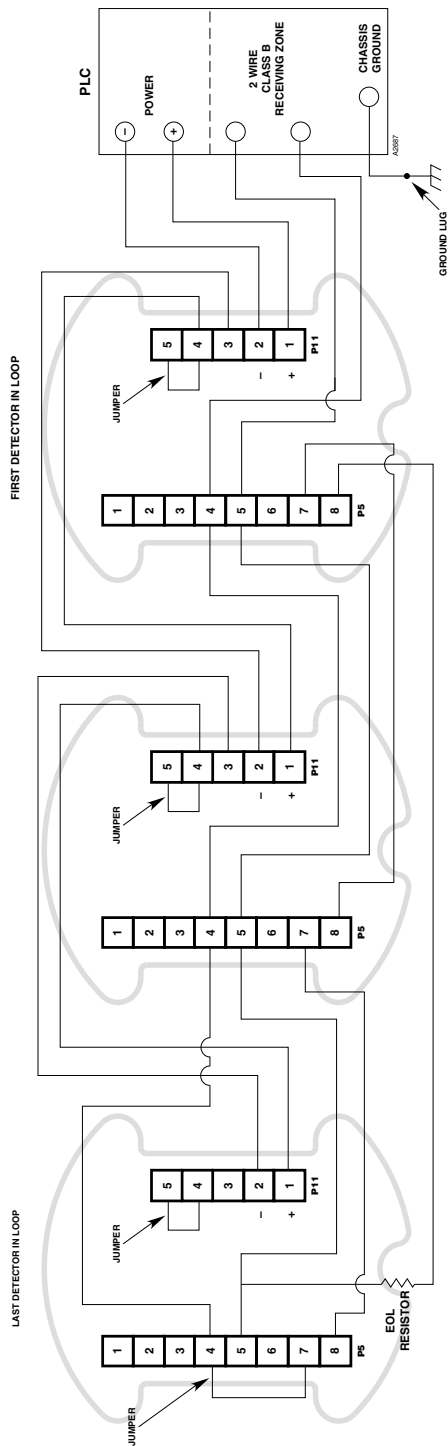 PLC
−
POWER
+
2 WIRE
CLASS B
RECEIVING ZONE
CHASSIS
GROUND
A2667
GROUND LUG
FIRST DETECTOR IN LOOP
JUMPER
5
4
3
2
1
P11
−
+
1
2
3
4
5
6
7
8
P5
JUMPER
5
4
3
2
1
P11
−
+
1
2
3
4
5
6
7
8
P5
LAST DETECTOR IN LOOP
JUMPER
5
4
3
2
1
P11
−
+
EOL
RESISTOR
1
2
3
4
5
6
7
8
P5
JUMPER